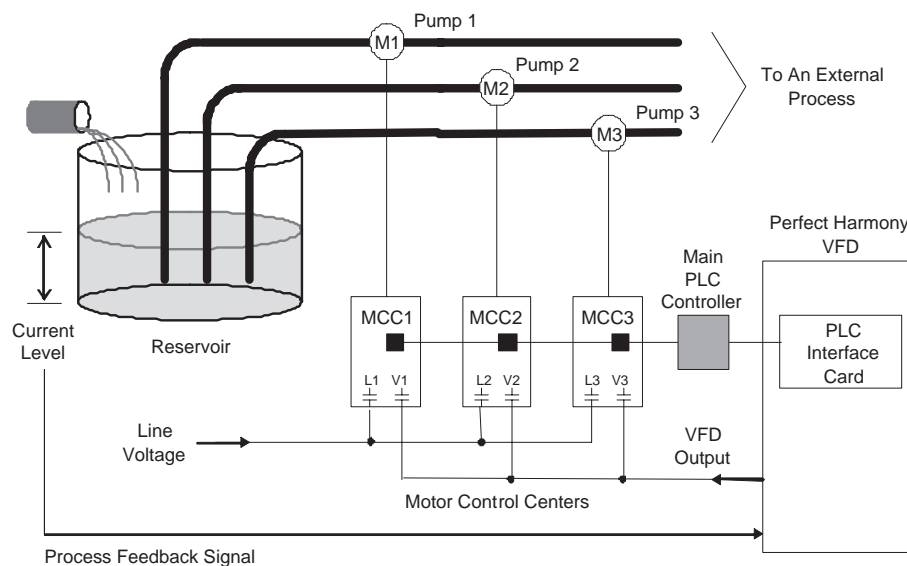 Pump 1
M1
Pump 2
M2
Pump 3
M3
To An External
Process
Perfect Harmony
VFD
Main
PLC
Controller
PLC
Interface
Card
MCC1
MCC2
MCC3
L1 V1
L2 V2
L3 V3
Current
Level
Reservoir
Line
Voltage
VFD
Output
Motor Control Centers
Process Feedback Signal